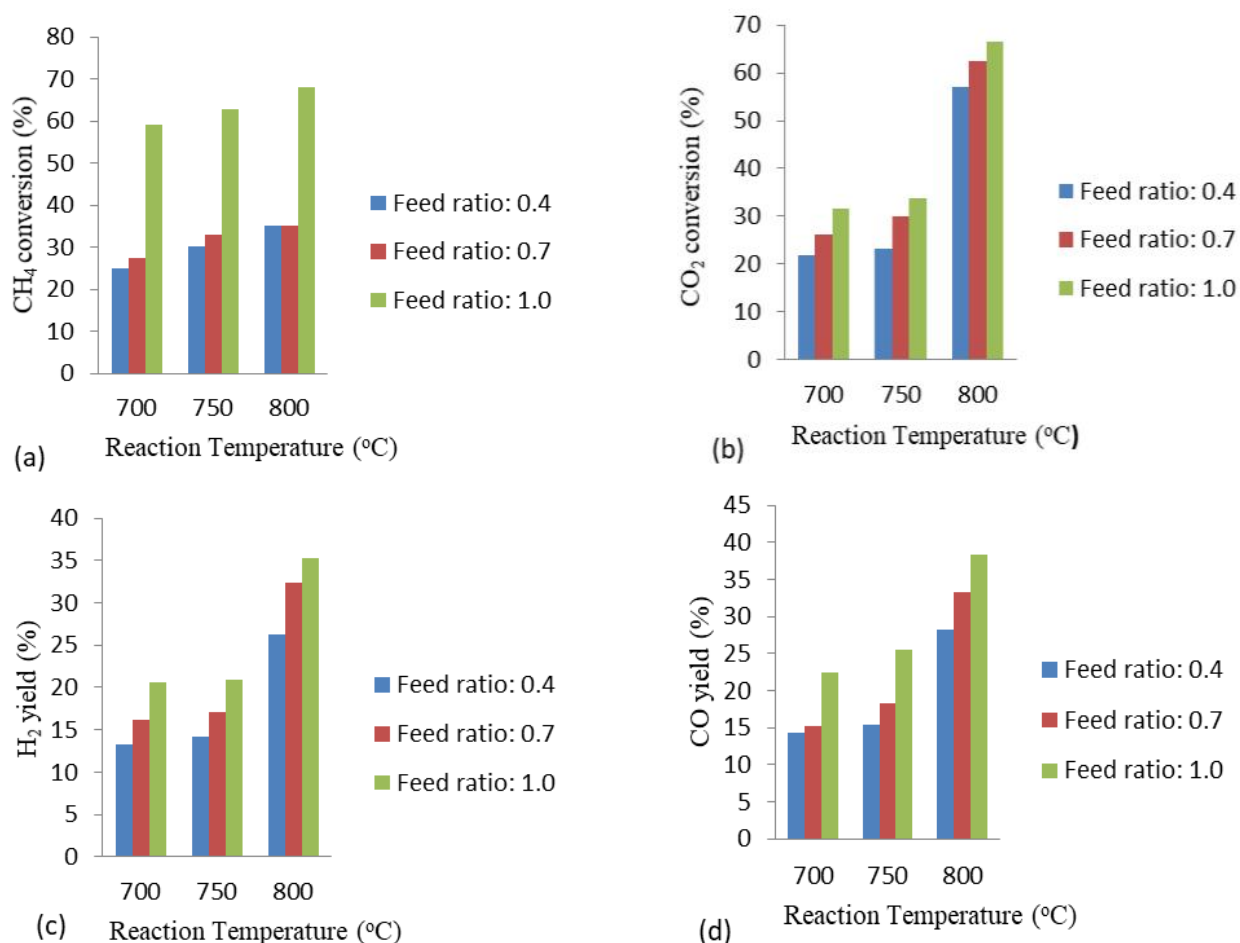 80
70
60
50
40
30
20
10
0
CH₄ conversion (%)
700 750 800
Reaction Temperature (°C)
Feed ratio: 0.4
Feed ratio: 0.7
Feed ratio: 1.0
(a)
70
60
50
40
30
20
10
0
CO₂ conversion (%)
700 750 800
Reaction Temperature (°C)
Feed ratio: 0.4
Feed ratio: 0.7
Feed ratio: 1.0
(b)
40
35
30
25
20
15
10
5
0
H₂ yield (%)
700 750 800
Reaction Temperature (°C)
Feed ratio: 0.4
Feed ratio: 0.7
Feed ratio: 1.0
(c)
45
40
35
30
25
20
15
10
5
0
CO yield (%)
700 750 800
Reaction Temperature (°C)
Feed ratio: 0.4
Feed ratio: 0.7
Feed ratio: 1.0
(d)